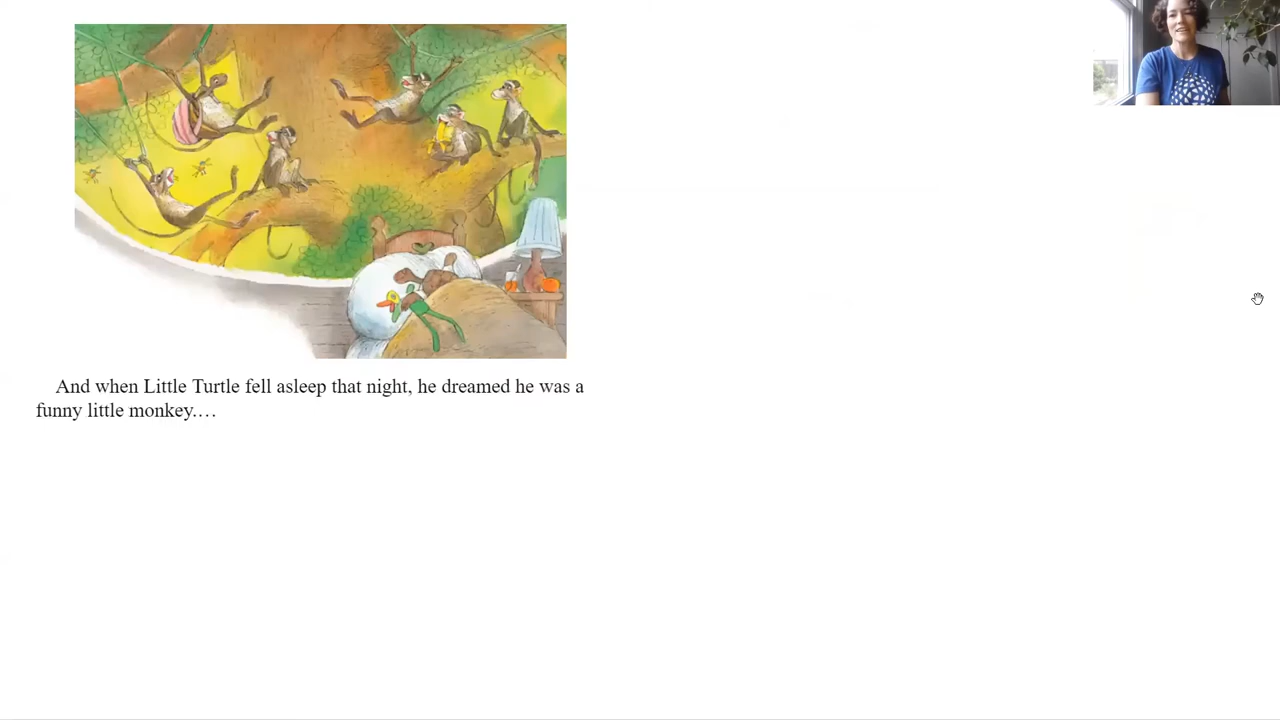 And when Little Turtle fell asleep that night, he dreamed he was a
funny little monkey.…